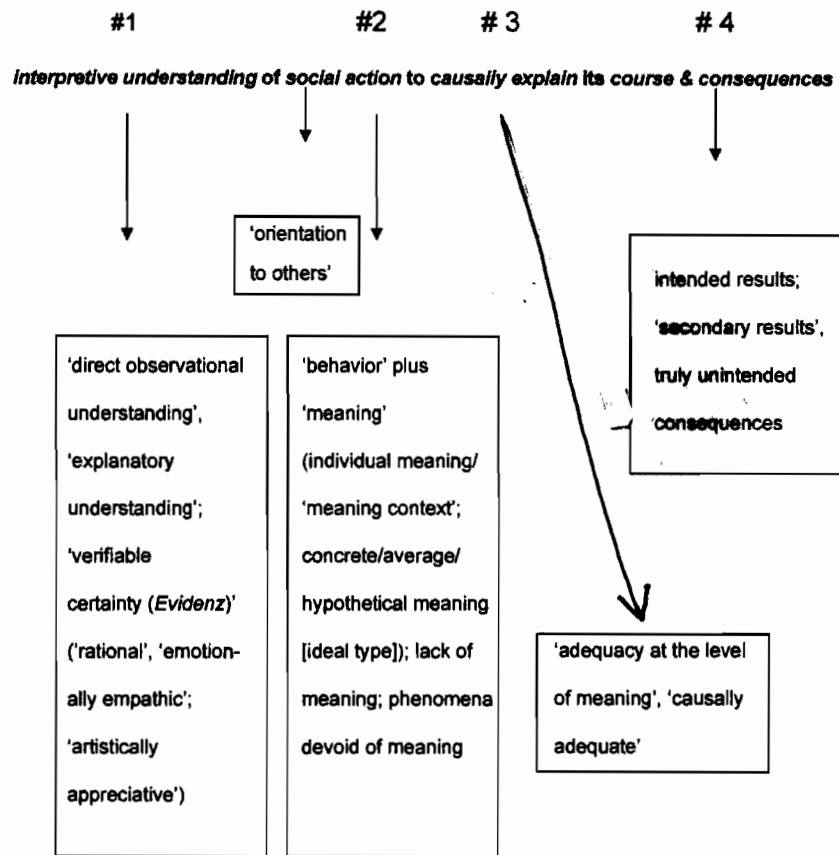 #1 #2 # 3 # 4
interpretive understanding of social action to causally explain its course & consequences
‘orientation
to others’
intended results;
‘secondary results’,
truly unintended
consequences
‘direct observational
understanding’,
‘explanatory
understanding’;
‘verifiable
certainty (Evidenz)’
(‘rational’, ‘emotion-
ally empathic’;
‘artistically
appreciative’)
‘behavior’ plus
‘meaning’
(individual meaning/
‘meaning context’;
concrete/average/
hypothetical meaning
[ideal type]); lack of
meaning; phenomena
devoid of meaning
‘adequacy at the level
of meaning’, ‘causally
adequate’